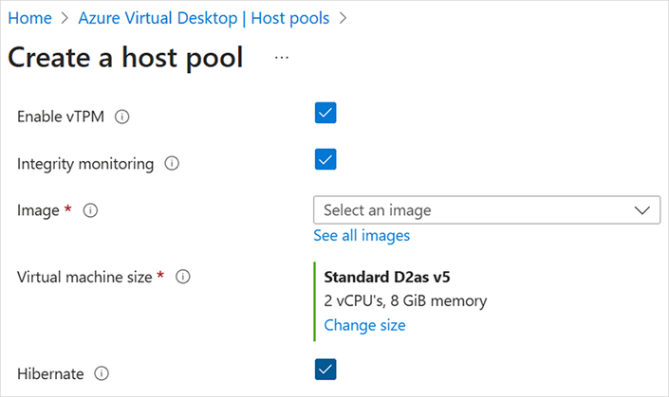 Home > Azure Virtual Desktop | Host pools >
Create a host pool ...
Enable vTPM
Integrity monitoring
Image * Select an image
See all images
Virtual machine size * Standard D2as v5
2 vCPU's, 8 GiB memory
Change size
Hibernate